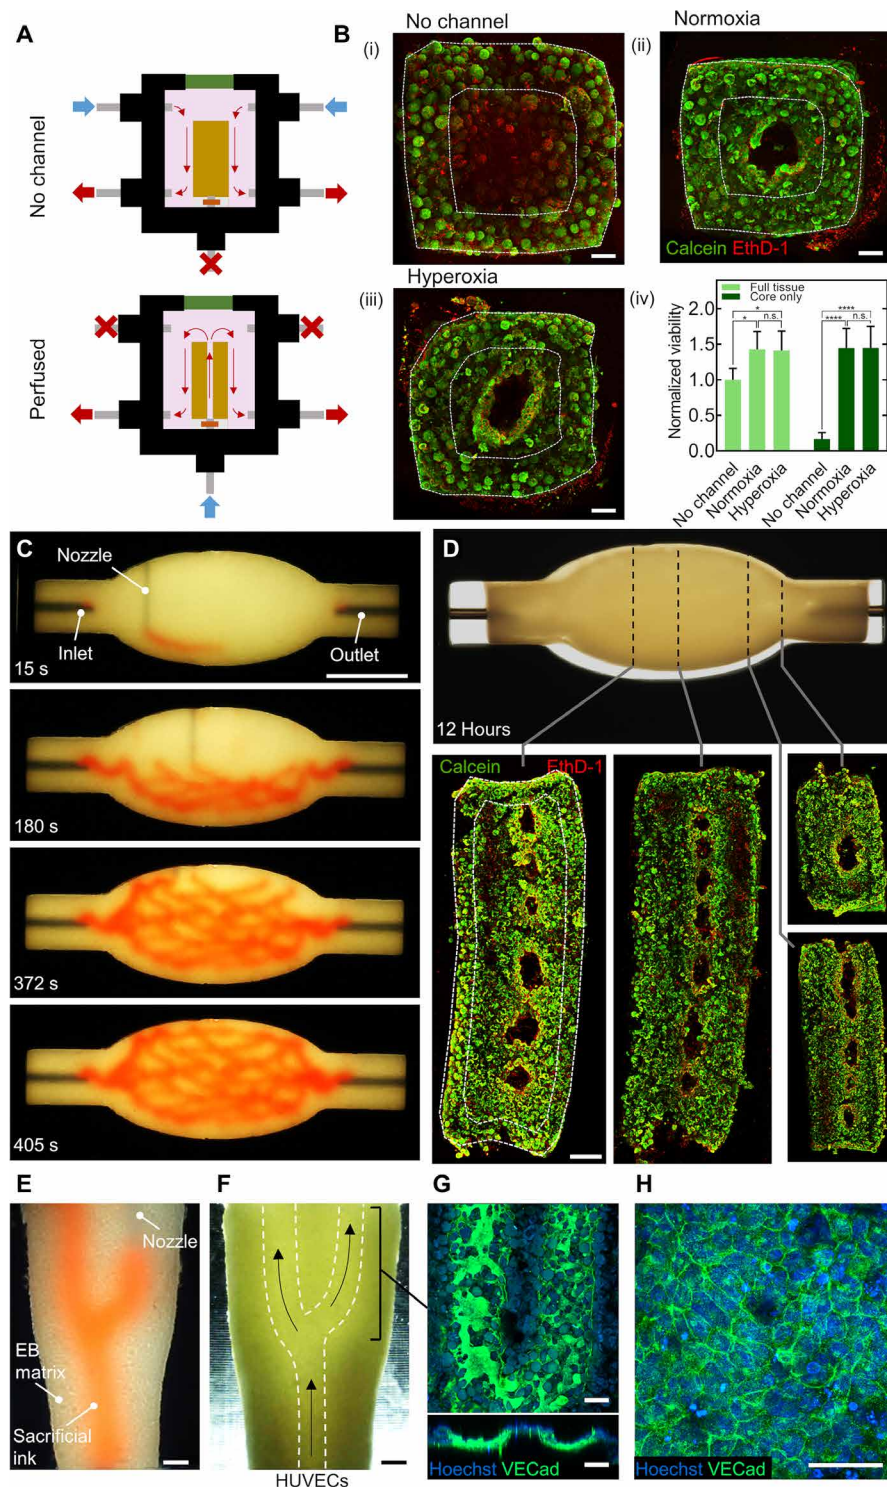 A
No channel
Perfused
B
No channel
(i)
Normoxia
(ii)
Calcein EthD-1
Hyperoxia
(iii)
(iv)
Full tissue
Core only
Normalized viability
2.0
1.5
1.0
0.5
0.0
*
* n.s.
****
**** n.s.
No channel
Normoxia
Hyperoxia
No channel
Normoxia
Hyperoxia
C
Nozzle
Inlet
Outlet
15 s
180 s
372 s
405 s
D
12 Hours
Calcein EthD-1
E
Nozzle
EB
matrix
Sacrificial
ink
F
HUVECs
G
Hoechst VECad
H
Hoechst VECad